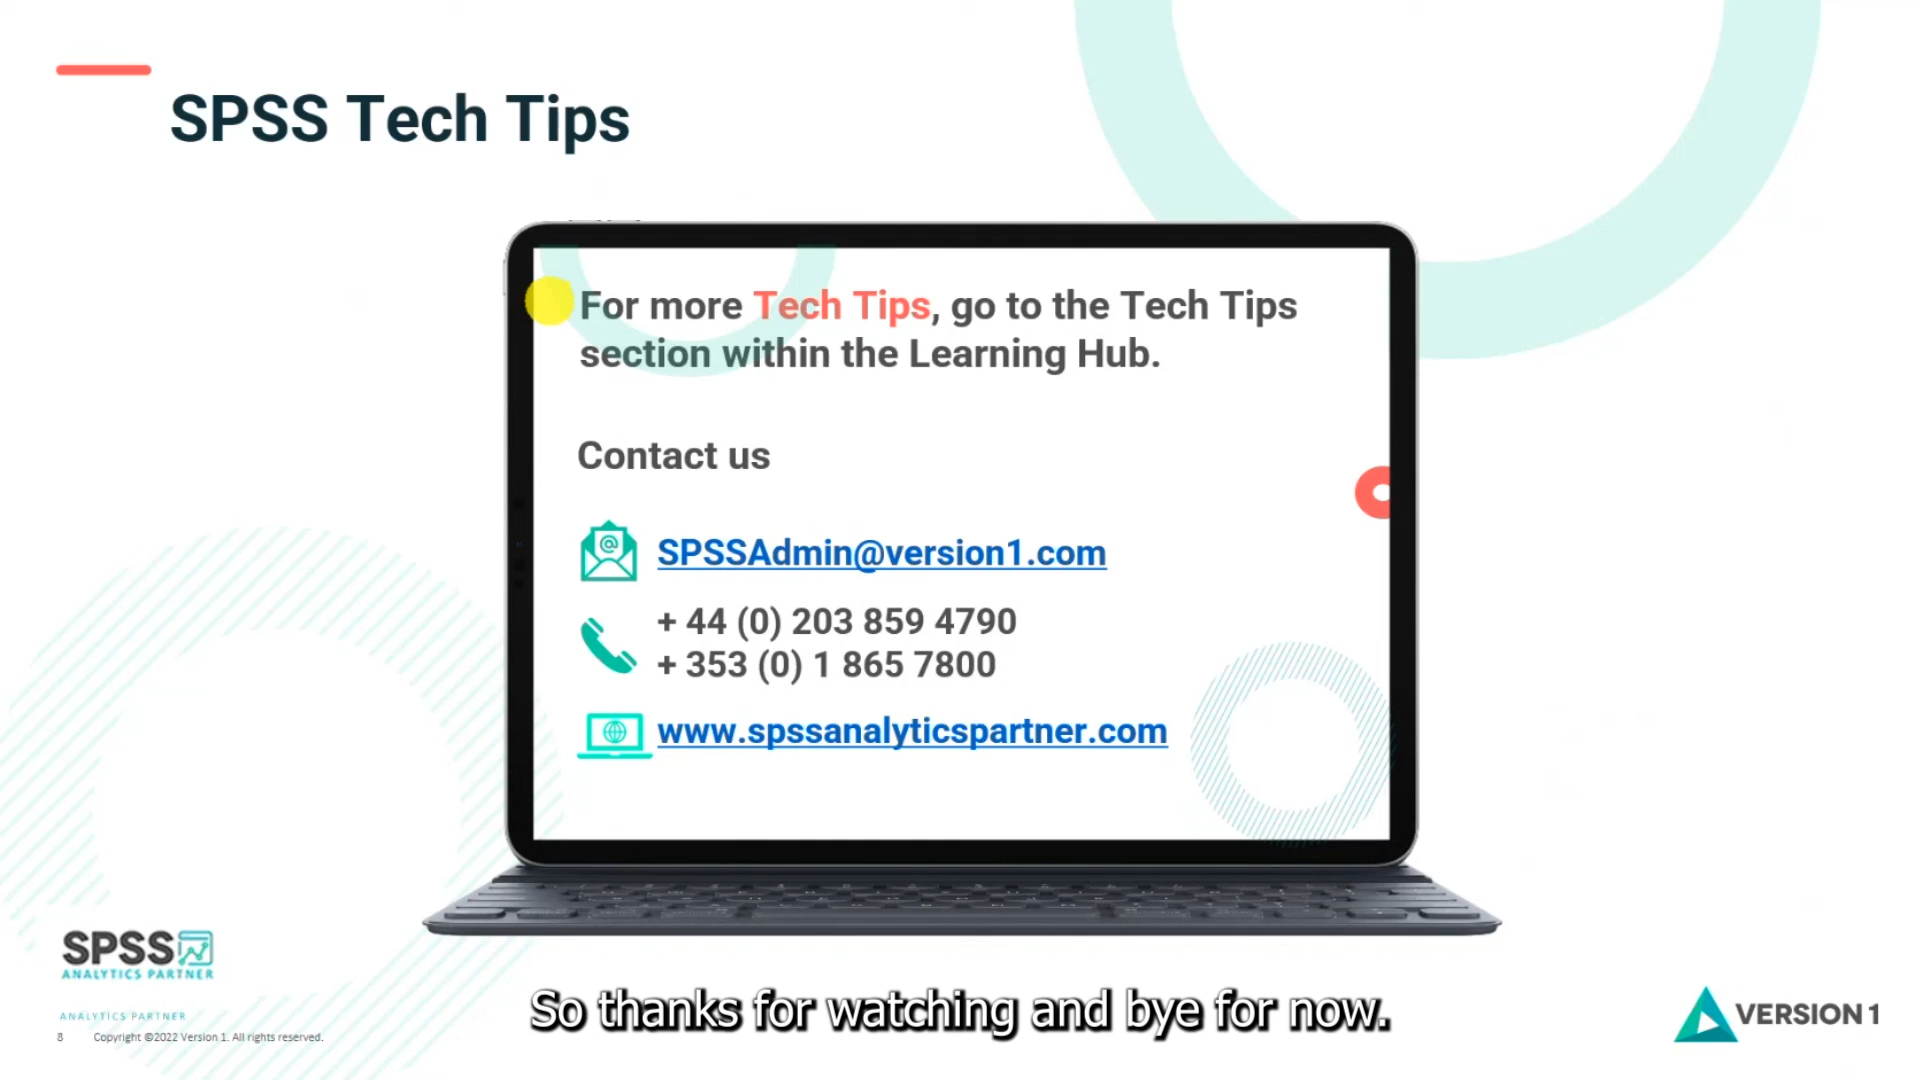 SPSS Tech Tips
For more Tech Tips, go to the Tech Tips
section within the Learning Hub.
Contact us
@
SPSSAdmin@version1.com
+ 44 (0) 203 859 4790
+ 353 (0) 1 865 7800
www.spssanalyticspartner.com
SPSS
ANALYTICS PARTNER
ANALYTICS PARTNER
8 Copyright ©2022 Version 1. All rights reserved.
So thanks for watching and bye for now.
VERSION 1